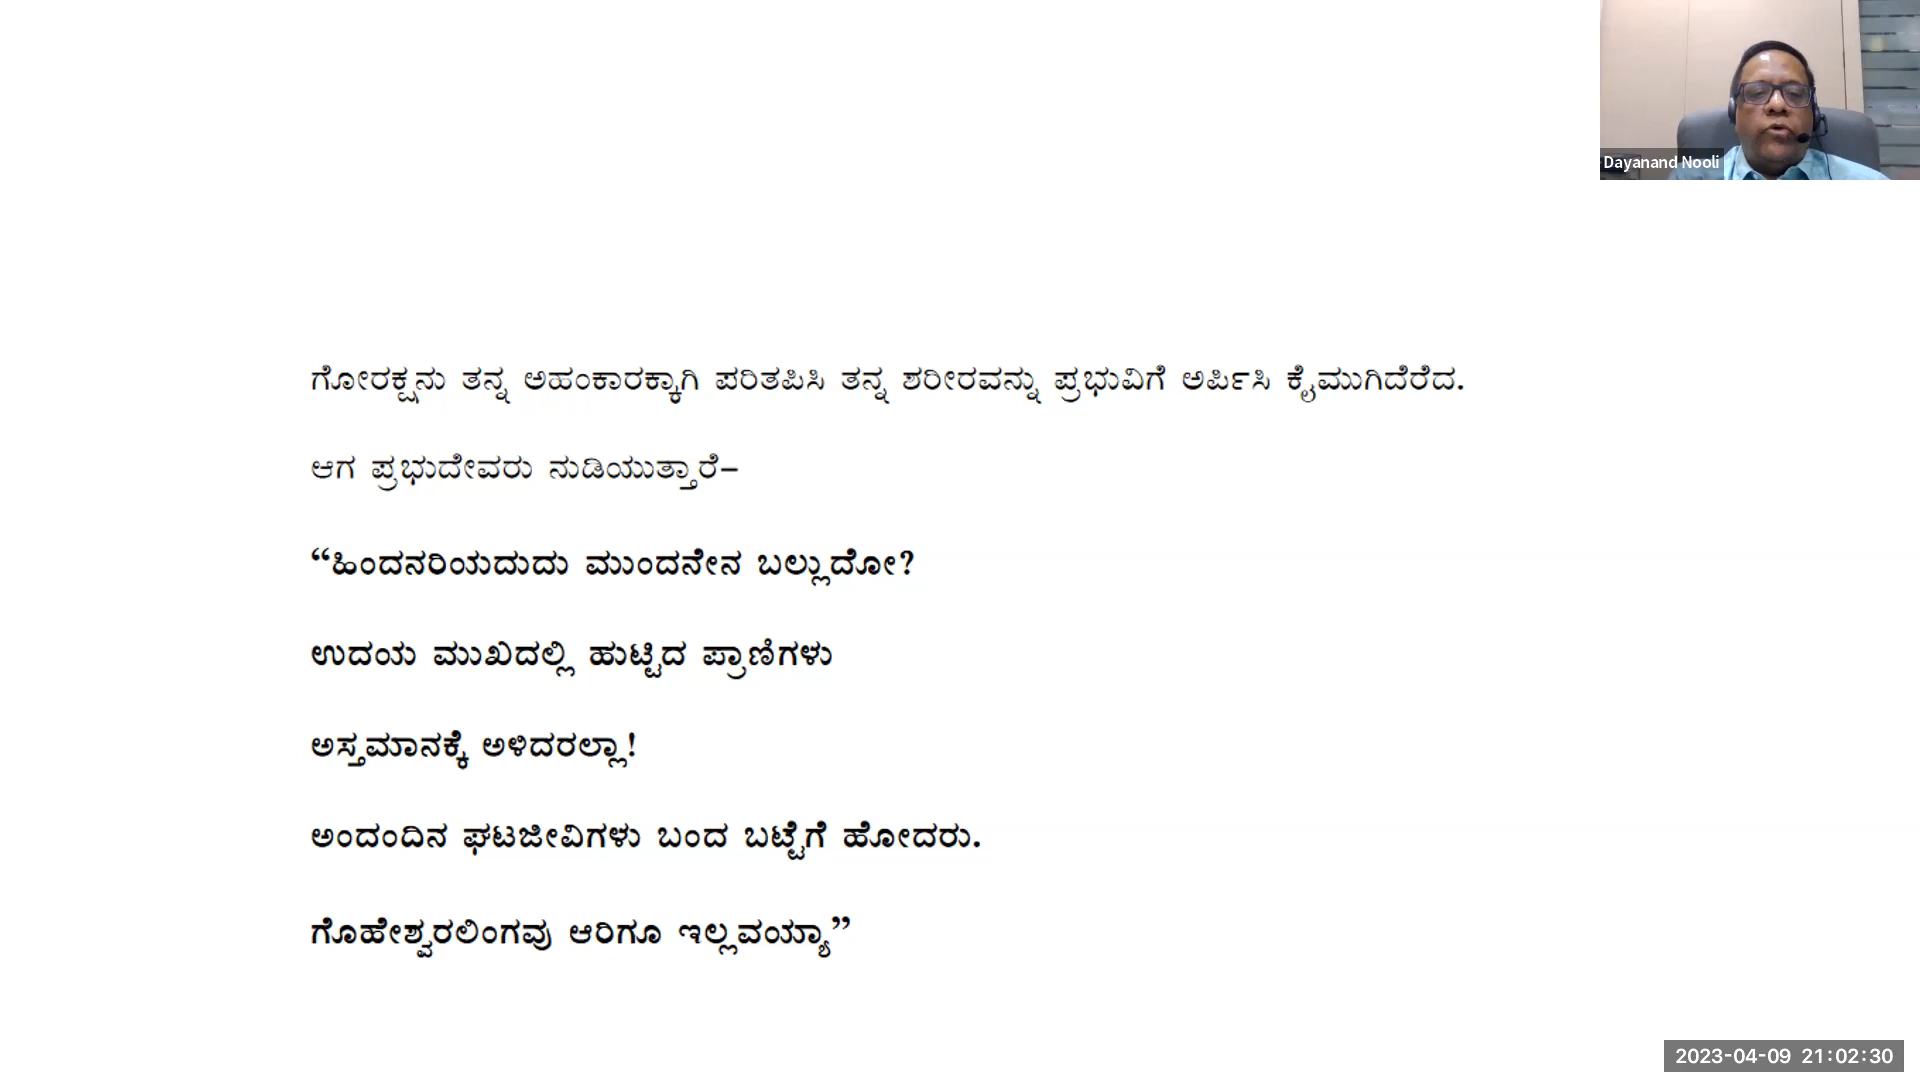 Dayanand Nooli
ಗೋರಕ್ಷನು ತನ್ನ ಅಹಂಕಾರಕ್ಕಾಗಿ ಪರಿತಪಿಸಿ ತನ್ನ ಶರೀರವನ್ನು ಪ್ರಭುವಿಗೆ ಅರ್ಪಿಸಿ ಕೈಮುಗಿದೆರೆದ.
ಆಗ ಪ್ರಭುದೇವರು ನುಡಿಯುತ್ತಾರೆ–
“ಹಿಂದನರಿಯದುದು ಮುಂದನೇನ ಬಲ್ಲುದೋ?
ಉದಯ ಮುಖದಲ್ಲಿ ಹುಟ್ಟಿದ ಪ್ರಾಣಿಗಳು
ಅಸ್ತಮಾನಕ್ಕೆ ಅಳಿದರಲ್ಲಾ!
ಅಂದಂದಿನ ಘಟಜೀವಿಗಳು ಬಂದ ಬಟ್ಟೆಗೆ ಹೋದರು.
ಗೊಹೇಶ್ವರಲಿಂಗವು ಆರಿಗೂ ಇಲ್ಲವಯ್ಯಾ”
2023-04-09 21:02:30